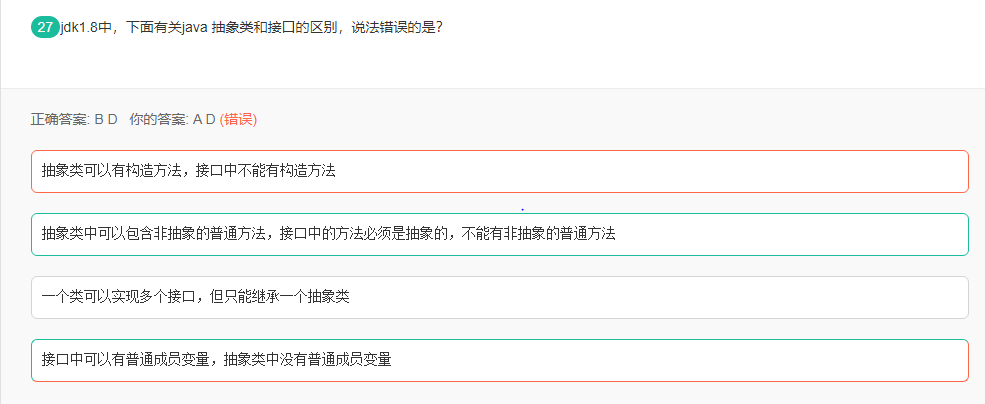 27 jdk1.8中，下面有关java 抽象类和接口的区别，说法错误的是？
正确答案: B D 你的答案: A D (错误)
抽象类可以有构造方法，接口中不能有构造方法
抽象类中可以包含非抽象的普通方法，接口中的方法必须是抽象的，不能有非抽象的普通方法
一个类可以实现多个接口，但只能继承一个抽象类
接口中可以有普通成员变量，抽象类中没有普通成员变量